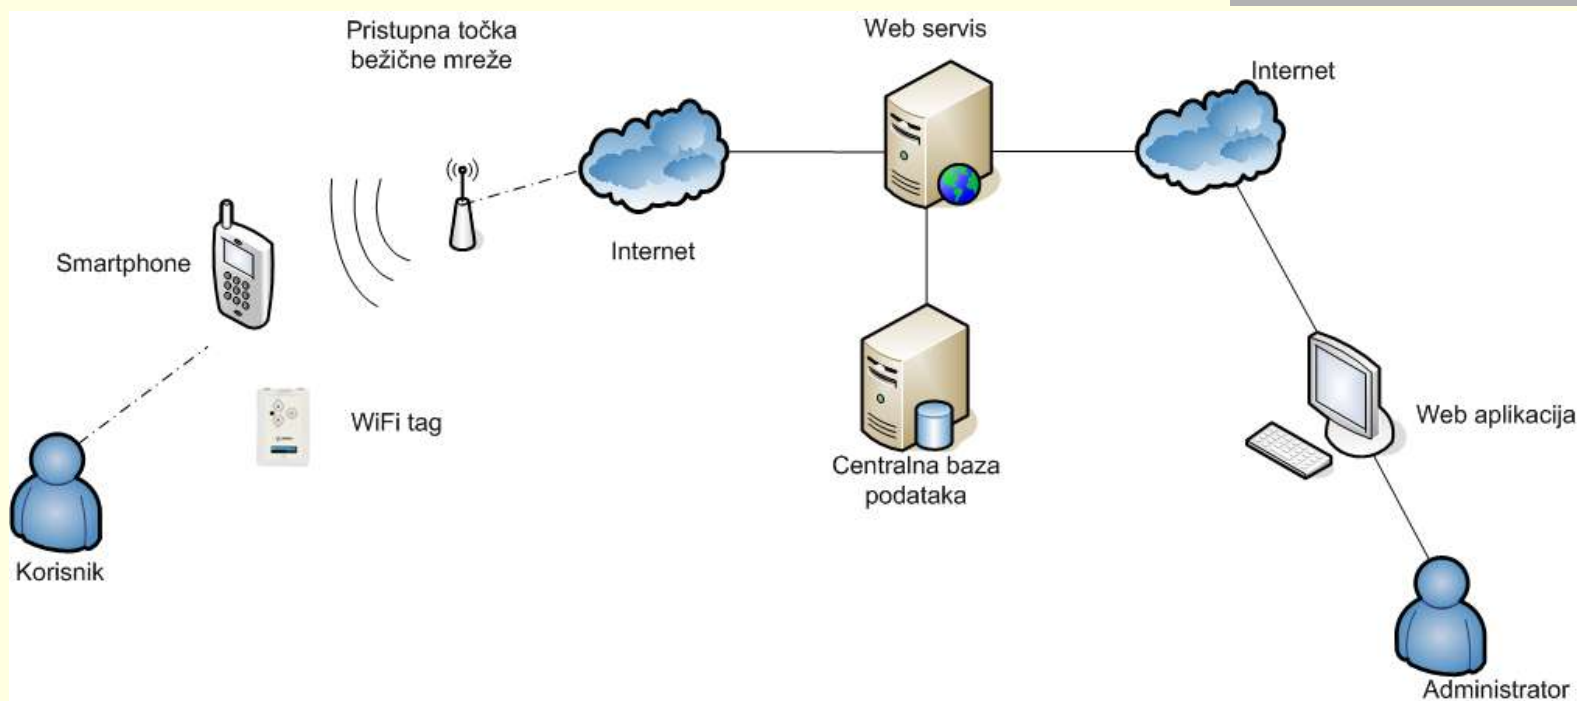 Pristupna točka
bežične mreže
Web servis
Internet
Internet
Smartphone
WiFi tag
Web aplikacija
Centralna baza
podataka
Korisnik
Administrator